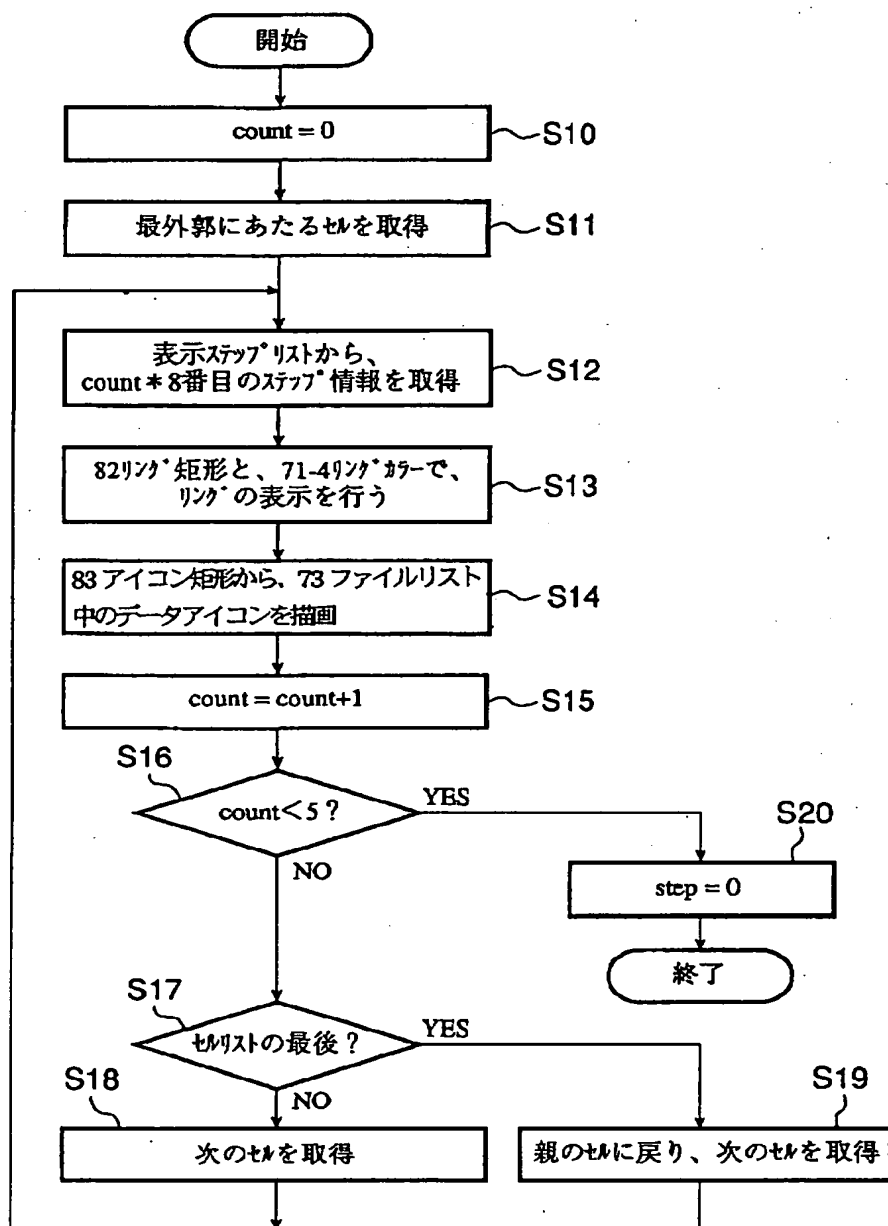 開始
count = 0
S10
最外郭にあたるｾﾙを取得
S11
表示ｽﾃｯﾌﾟﾘｽﾄから、
count＊8番目のｽﾃｯﾌﾟ情報を取得
S12
82ﾘﾝｸﾞ矩形と、71-4ﾘﾝｸﾞｶﾗｰで、
ﾘﾝｸﾞの表示を行う
S13
83 アイコン矩形から、73 ファイルリスト
中のデータアイコンを描画
S14
count = count+1
S15
S16
count＜5？
YES
NO
S20
step = 0
終了
S17
ｾﾙﾘｽﾄの最後？
YES
NO
S18
次のｾﾙを取得
S19
親のｾﾙに戻り、次のｾﾙを取得